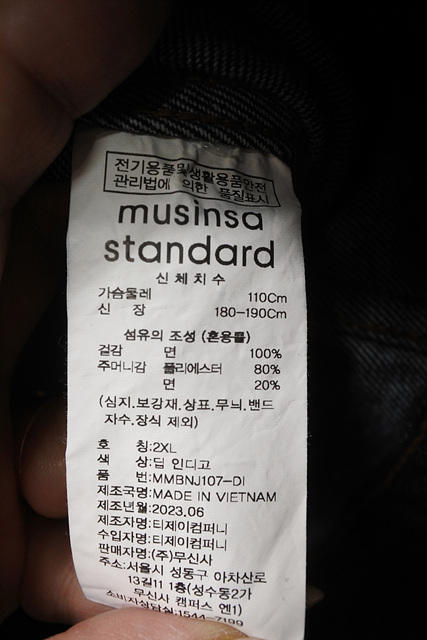 전기용품및생활용품안전
관리법에 의한 품질표시
musinsa
standard
신체치수
가슴둘레 110Cm
신 장 180-190Cm
섬유의 조성 (혼용률)
겉감 면 100%
주머니감 폴리에스터 80%
면 20%
(심지.보강재.상표.무늬.밴드
자수.장식 제외)
호 칭:2XL
색 상:딥 인디고
품 번:MMBNJ107-DI
제조국명:MADE IN VIETNAM
제조년월:2023.06
제조자명:티제이컴퍼니
수입자명:티제이컴퍼니
판매자명:(주)무신사
주소:서울시 성동구 아차산로
13길11 1층(성수동2가
무신사 캠퍼스 엔1)
소비자상담실:1544-7199